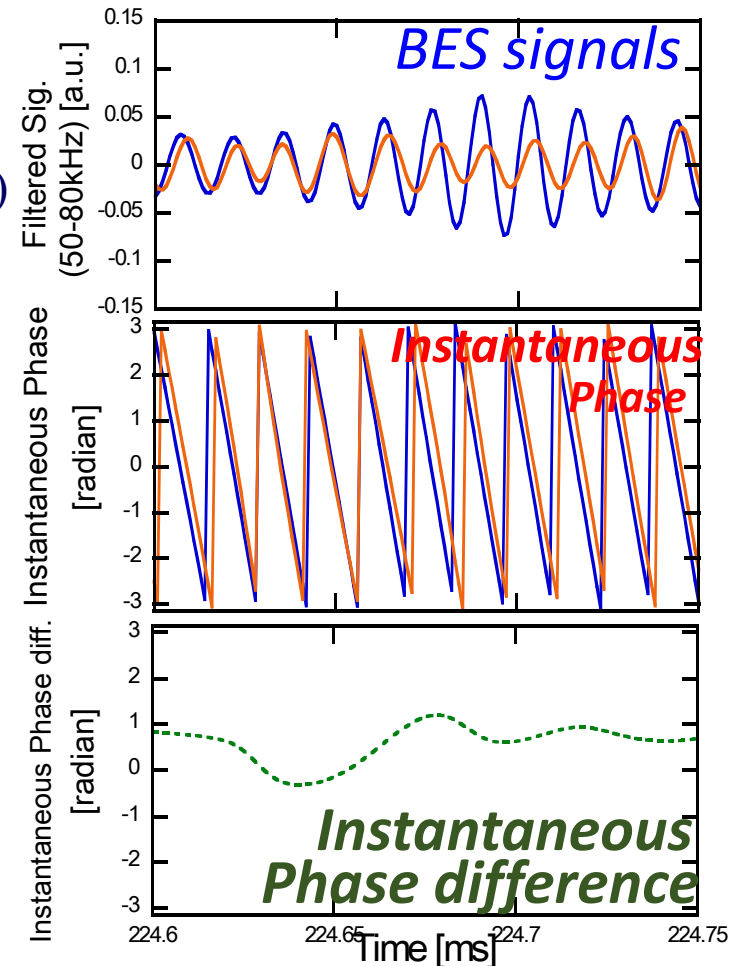 0.15
0.1
0.05
0
-0.05
-0.1
-0.15
Filtered Sig.
(50-80kHz) [a.u.]
)
BES signals
3
2
1
0
-1
-2
-3
Instantaneous Phase
[radian]
Instantaneous
Phase
3
2
1
0
-1
-2
-3
Instantaneous Phase diff.
[radian]
Instantaneous
Phase difference
224.6 224.65 224.7 224.75
Time [ms]